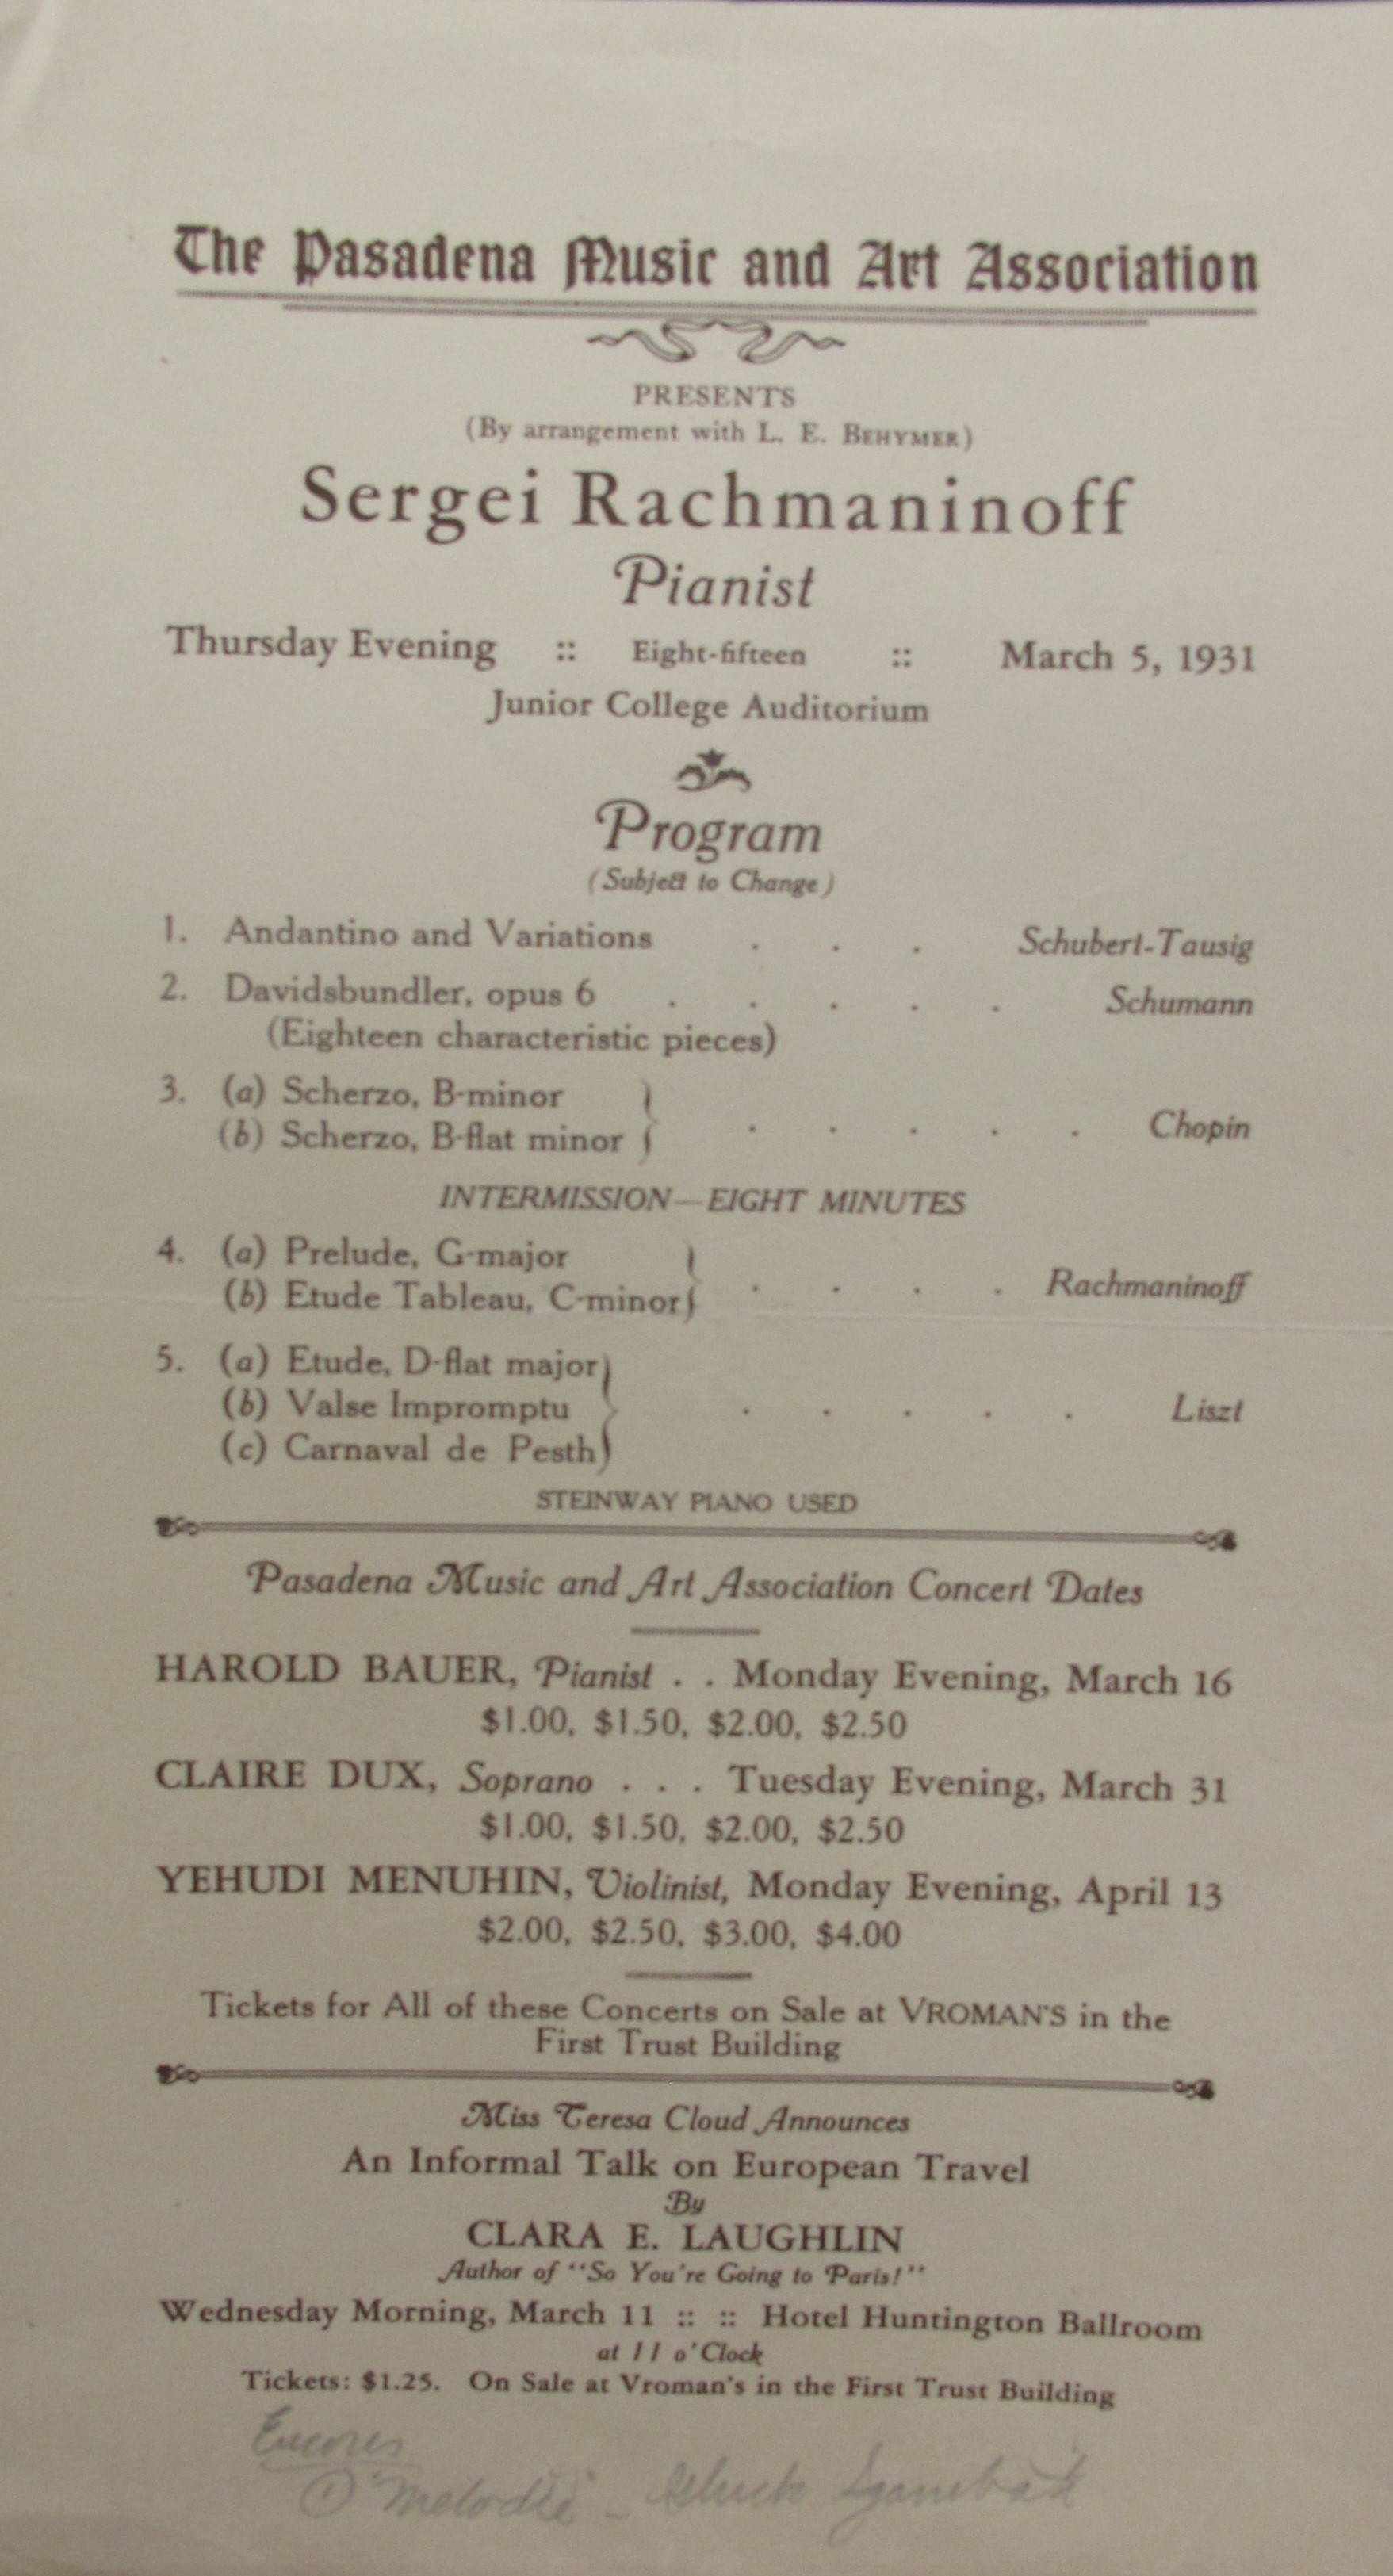 The Pasadena Music and Art Association
PRESENTS
(By arrangement with L. E. BEHYMER)
Sergei Rachmaninoff
Pianist
Thursday Evening :: Eight-fifteen :: March 5, 1931
Junior College Auditorium
Program
(Subject to Change)
1. Andantino and Variations . . . Schubert-Tausig
2. Davidsbundler, opus 6 . . . . . Schumann
(Eighteen characteristic pieces)
3. (a) Scherzo, B-minor
(b) Scherzo, B-flat minor } . . . . . Chopin
INTERMISSION—EIGHT MINUTES
4. (a) Prelude, G-major
(b) Etude Tableau, C-minor } . . . . Rachmaninoff
5. (a) Etude, D-flat major
(b) Valse Impromptu } . . . . . Liszt
(c) Carnaval de Pesth
STEINWAY PIANO USED
Pasadena Music and Art Association Concert Dates
HAROLD BAUER, Pianist . . Monday Evening, March 16
$1.00, $1.50, $2.00, $2.50
CLAIRE DUX, Soprano . . . Tuesday Evening, March 31
$1.00, $1.50, $2.00, $2.50
YEHUDI MENUHIN, Violinist, Monday Evening, April 13
$2.00, $2.50, $3.00, $4.00
Tickets for All of these Concerts on Sale at VROMAN'S in the
First Trust Building
Miss Teresa Cloud Announces
An Informal Talk on European Travel
By
CLARA E. LAUGHLIN
Author of "So You're Going to Paris!"
Wednesday Morning, March 11 :: :: Hotel Huntington Ballroom
at 11 o'Clock
Tickets: $1.25. On Sale at Vroman's in the First Trust Building
Encores
① "Melodie" - Gluck